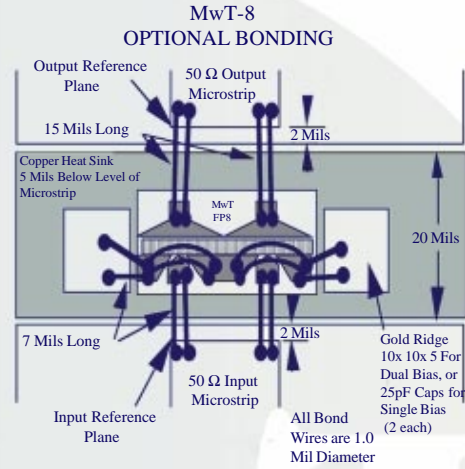 MwT-8
OPTIONAL BONDING
Output Reference
Plane
50 Ω Output
Microstrip
15 Mils Long
2 Mils
Copper Heat Sink
5 Mils Below Level of
Microstrip
MwT
FP8
20 Mils
7 Mils Long
2 Mils
Gold Ridge
10x 10x 5 For
Dual Bias, or
25pF Caps for
Single Bias
(2 each)
50 Ω Input
Microstrip
Input Reference
Plane
All Bond
Wires are 1.0
Mil Diameter